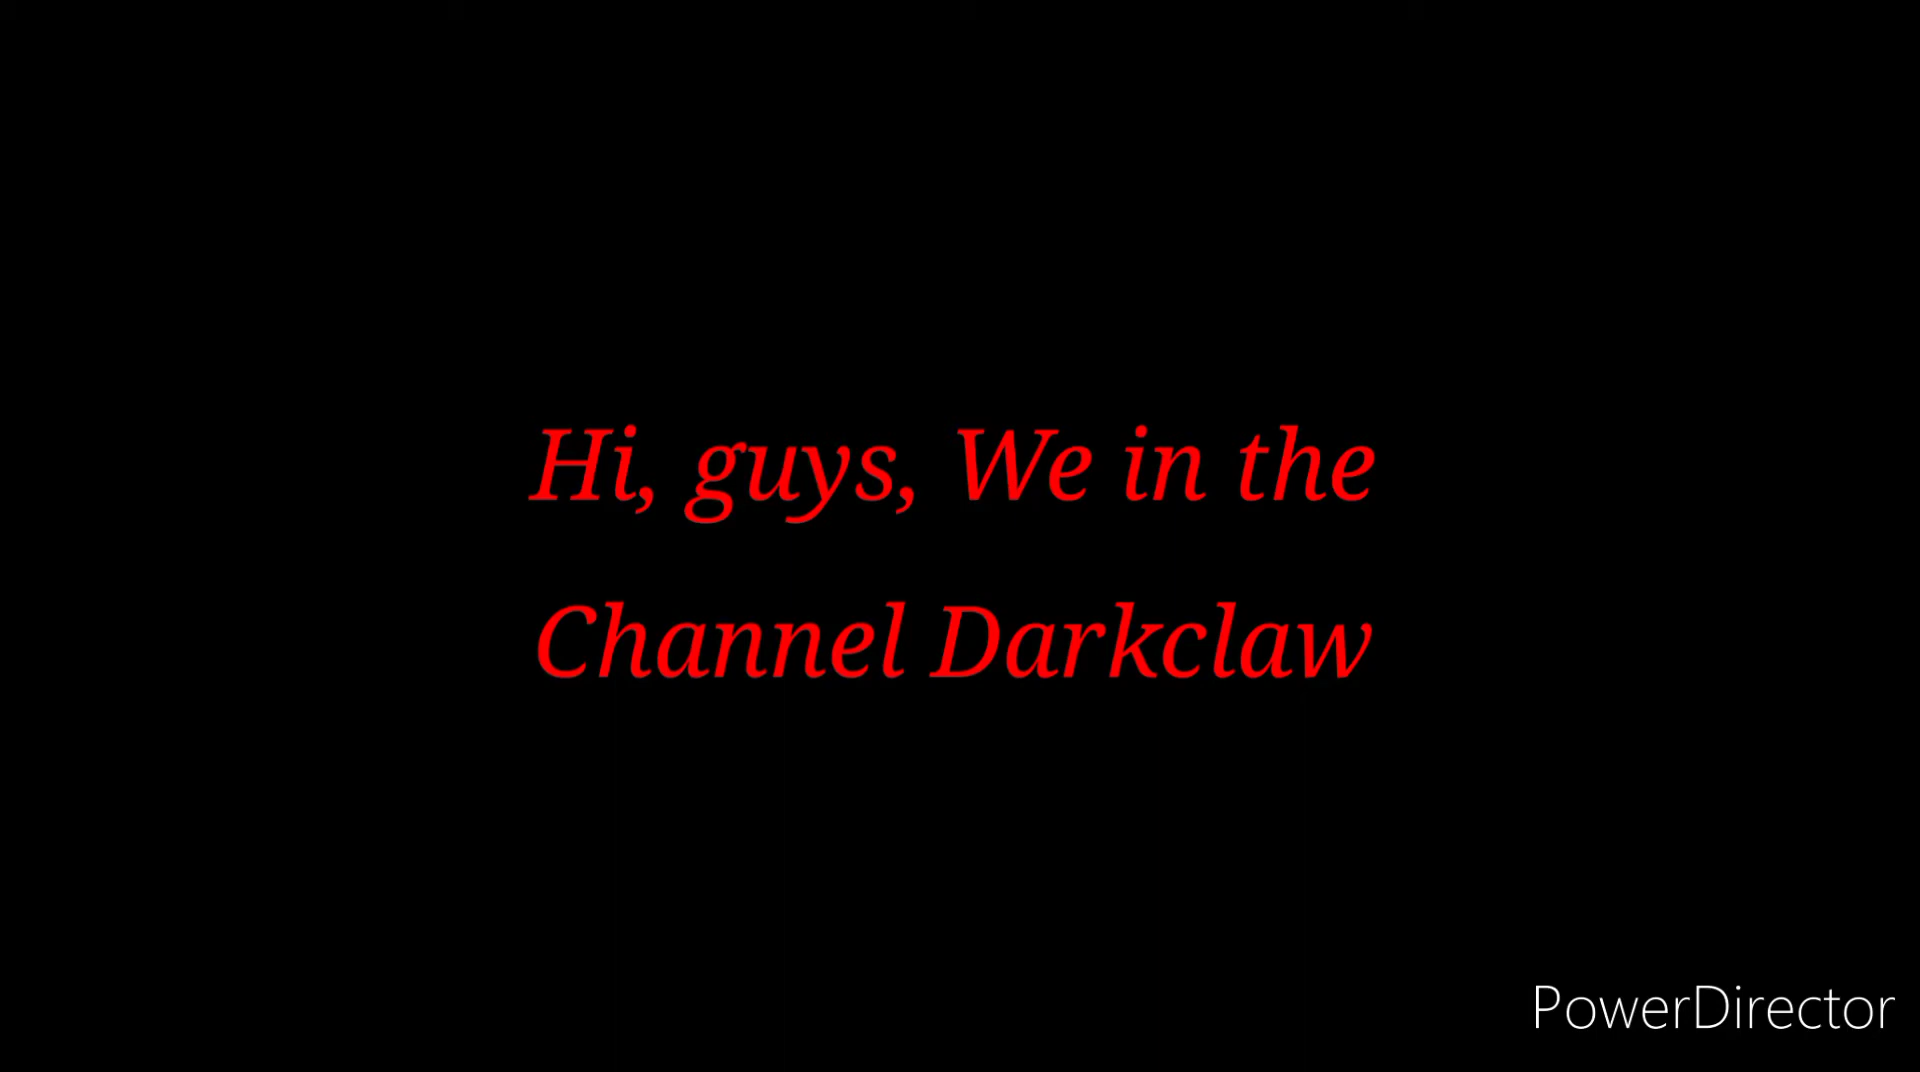 Hi, guys, We in the
Channel Darkclaw
PowerDirector